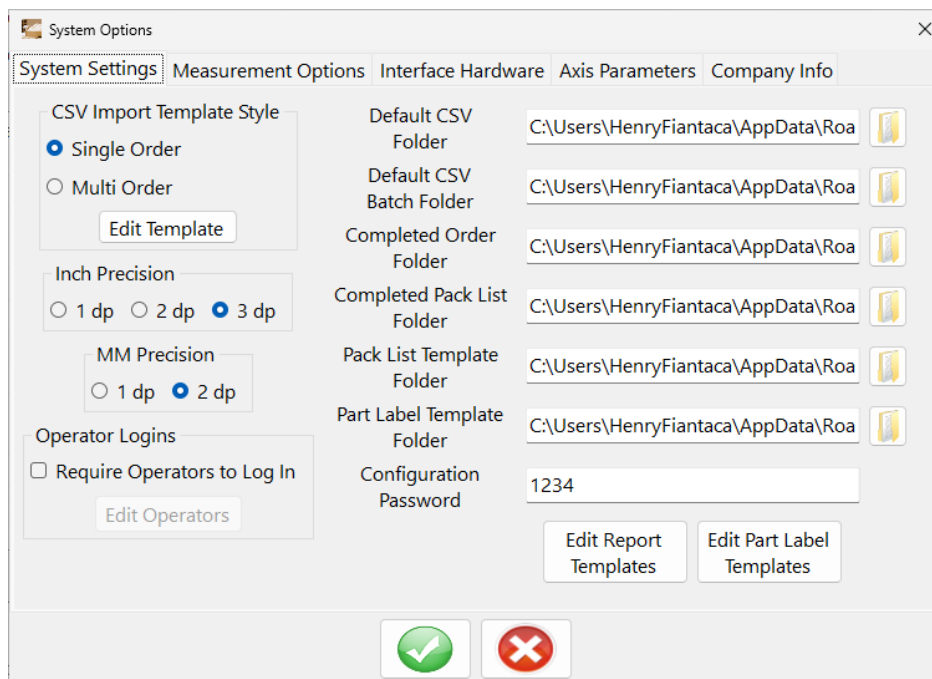 System Options
System Settings Measurement Options Interface Hardware Axis Parameters Company Info
CSV Import Template Style
Single Order
Multi Order
Edit Template
Inch Precision
1 dp 2 dp 3 dp
MM Precision
1 dp 2 dp
Operator Logins
Require Operators to Log In
Edit Operators
Default CSV
Folder
C:\Users\HenryFiantaca\AppData\Roa
Default CSV
Batch Folder
C:\Users\HenryFiantaca\AppData\Roa
Completed Order
Folder
C:\Users\HenryFiantaca\AppData\Roa
Completed Pack List
Folder
C:\Users\HenryFiantaca\AppData\Roa
Pack List Template
Folder
C:\Users\HenryFiantaca\AppData\Roa
Part Label Template
Folder
C:\Users\HenryFiantaca\AppData\Roa
Configuration
Password
1234
Edit Report
Templates
Edit Part Label
Templates